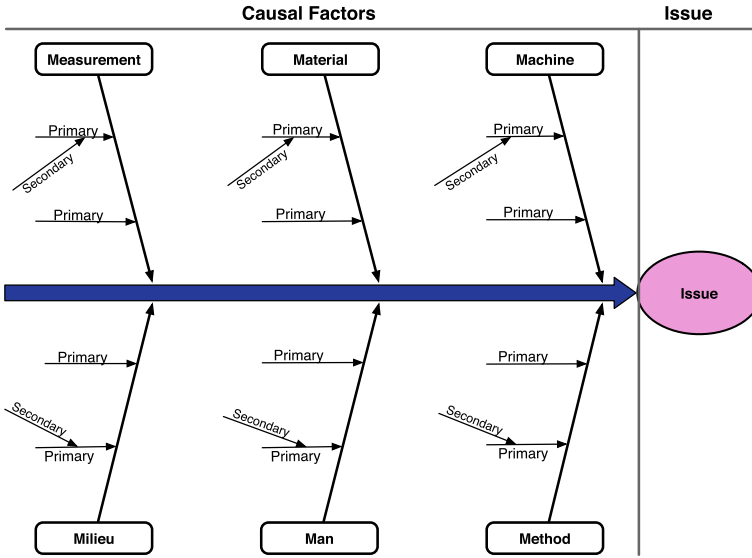 Causal Factors
Issue
Measurement
Material
Machine
Primary
Primary
Primary
Secondary
Secondary
Secondary
Primary
Primary
Primary
Issue
Primary
Primary
Primary
Secondary
Secondary
Secondary
Primary
Primary
Primary
Milieu
Man
Method